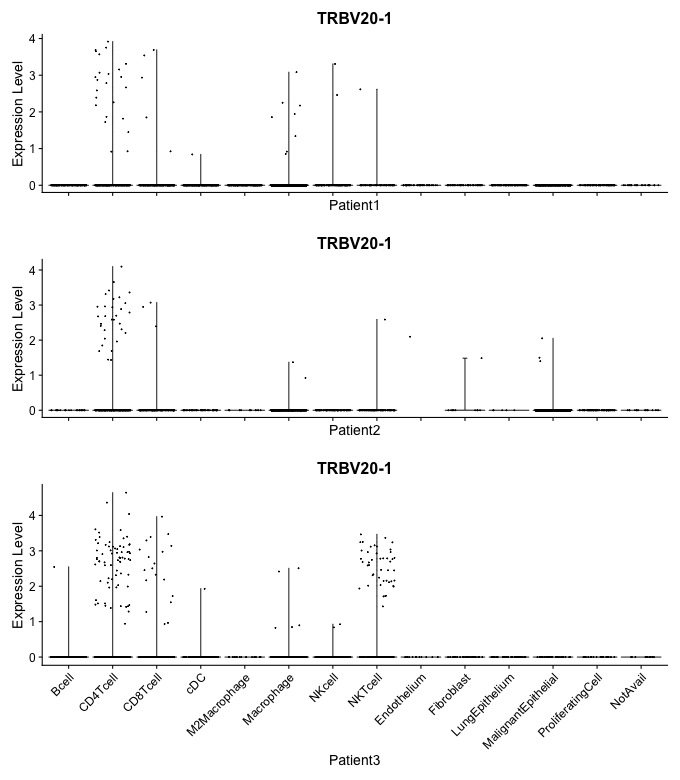 TRBV20-1
Expression Level
4
3
2
1
0
Patient1
TRBV20-1
Expression Level
4
3
2
1
0
Patient2
TRBV20-1
Expression Level
4
3
2
1
0
Bcell
CD4Tcell
CD8Tcell
cDC
M2Macrophage
Macrophage
NKcell
NKTcell
Endothelium
Fibroblast
LungEpithelium
MalignantEpithelial
ProliferatingCell
NotAvail
Patient3